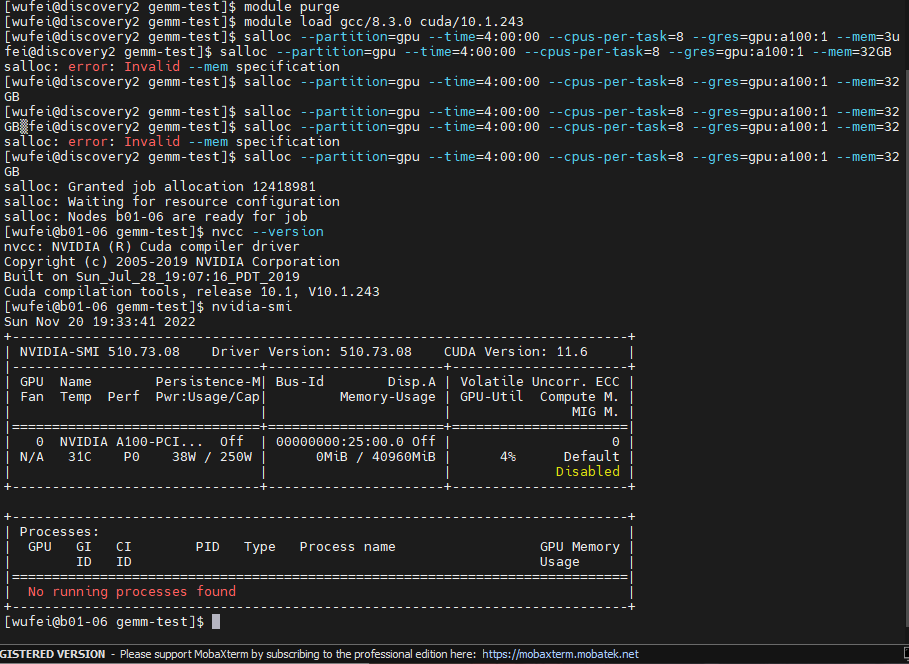 [wufei@discovery2 gemm-test]$ module purge
[wufei@discovery2 gemm-test]$ module load gcc/8.3.0 cuda/10.1.243
[wufei@discovery2 gemm-test]$ salloc --partition=gpu --time=4:00:00 --cpus-per-task=8 --gres=gpu:a100:1 --mem=3u
fei@discovery2 gemm-test]$ salloc --partition=gpu --time=4:00:00 --cpus-per-task=8 --gres=gpu:a100:1 --mem=32GB
salloc: error: Invalid --mem specification
[wufei@discovery2 gemm-test]$ salloc --partition=gpu --time=4:00:00 --cpus-per-task=8 --gres=gpu:a100:1 --mem=32
GB
[wufei@discovery2 gemm-test]$ salloc --partition=gpu --time=4:00:00 --cpus-per-task=8 --gres=gpu:a100:1 --mem=32
GB▒fei@discovery2 gemm-test]$ salloc --partition=gpu --time=4:00:00 --cpus-per-task=8 --gres=gpu:a100:1 --mem=32
salloc: error: Invalid --mem specification
[wufei@discovery2 gemm-test]$ salloc --partition=gpu --time=4:00:00 --cpus-per-task=8 --gres=gpu:a100:1 --mem=32
GB
salloc: Granted job allocation 12418981
salloc: Waiting for resource configuration
salloc: Nodes b01-06 are ready for job
[wufei@b01-06 gemm-test]$ nvcc --version
nvcc: NVIDIA (R) Cuda compiler driver
Copyright (c) 2005-2019 NVIDIA Corporation
Built on Sun_Jul_28_19:07:16_PDT_2019
Cuda compilation tools, release 10.1, V10.1.243
[wufei@b01-06 gemm-test]$ nvidia-smi
Sun Nov 20 19:33:41 2022
+-----------------------------------------------------------------------------+
| NVIDIA-SMI 510.73.08    Driver Version: 510.73.08    CUDA Version: 11.6     |
|-------------------------------+----------------------+----------------------+
| GPU  Name        Persistence-M| Bus-Id        Disp.A | Volatile Uncorr. ECC |
| Fan  Temp  Perf  Pwr:Usage/Cap|         Memory-Usage | GPU-Util  Compute M. |
|                               |                      |               MIG M. |
|===============================+======================+======================|
|   0  NVIDIA A100-PCI...  Off  | 00000000:25:00.0 Off |                    0 |
| N/A   31C    P0    38W / 250W |      0MiB / 40960MiB |      4%      Default |
|                               |                      |             Disabled |
+-------------------------------+----------------------+----------------------+
+-----------------------------------------------------------------------------+
| Processes:                                                                  |
|  GPU   GI   CI        PID   Type   Process name                  GPU Memory |
|        ID   ID                                                   Usage      |
|=============================================================================|
|  No running processes found                                                 |
+-----------------------------------------------------------------------------+
[wufei@b01-06 gemm-test]$
GISTERED VERSION - Please support MobaXterm by subscribing to the professional edition here: https://mobaxterm.mobatek.net